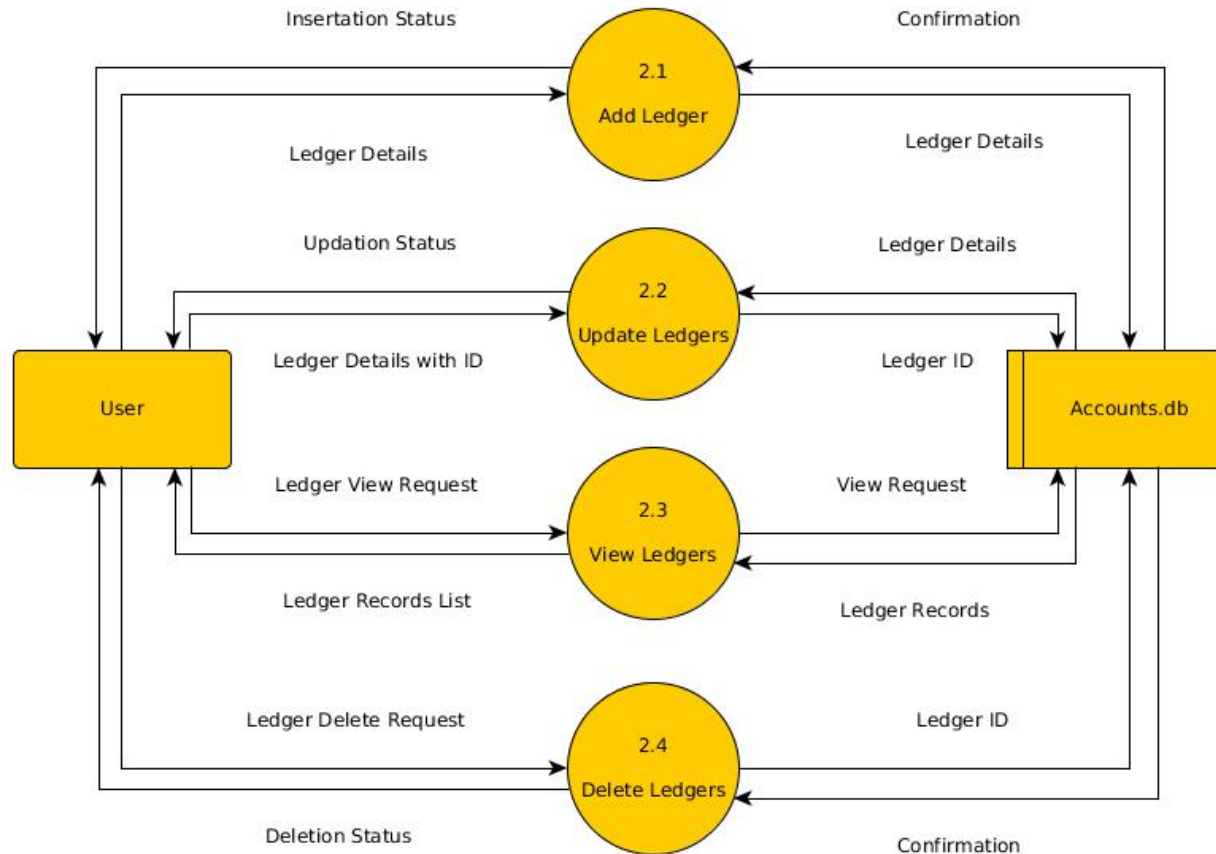 Insertation Status
Confirmation
2.1
Add Ledger
Ledger Details
Ledger Details
Updation Status
Ledger Details
2.2
Update Ledgers
Ledger Details with ID
Ledger ID
User
Accounts.db
Ledger View Request
View Request
2.3
View Ledgers
Ledger Records List
Ledger Records
Ledger Delete Request
Ledger ID
2.4
Delete Ledgers
Deletion Status
Confirmation